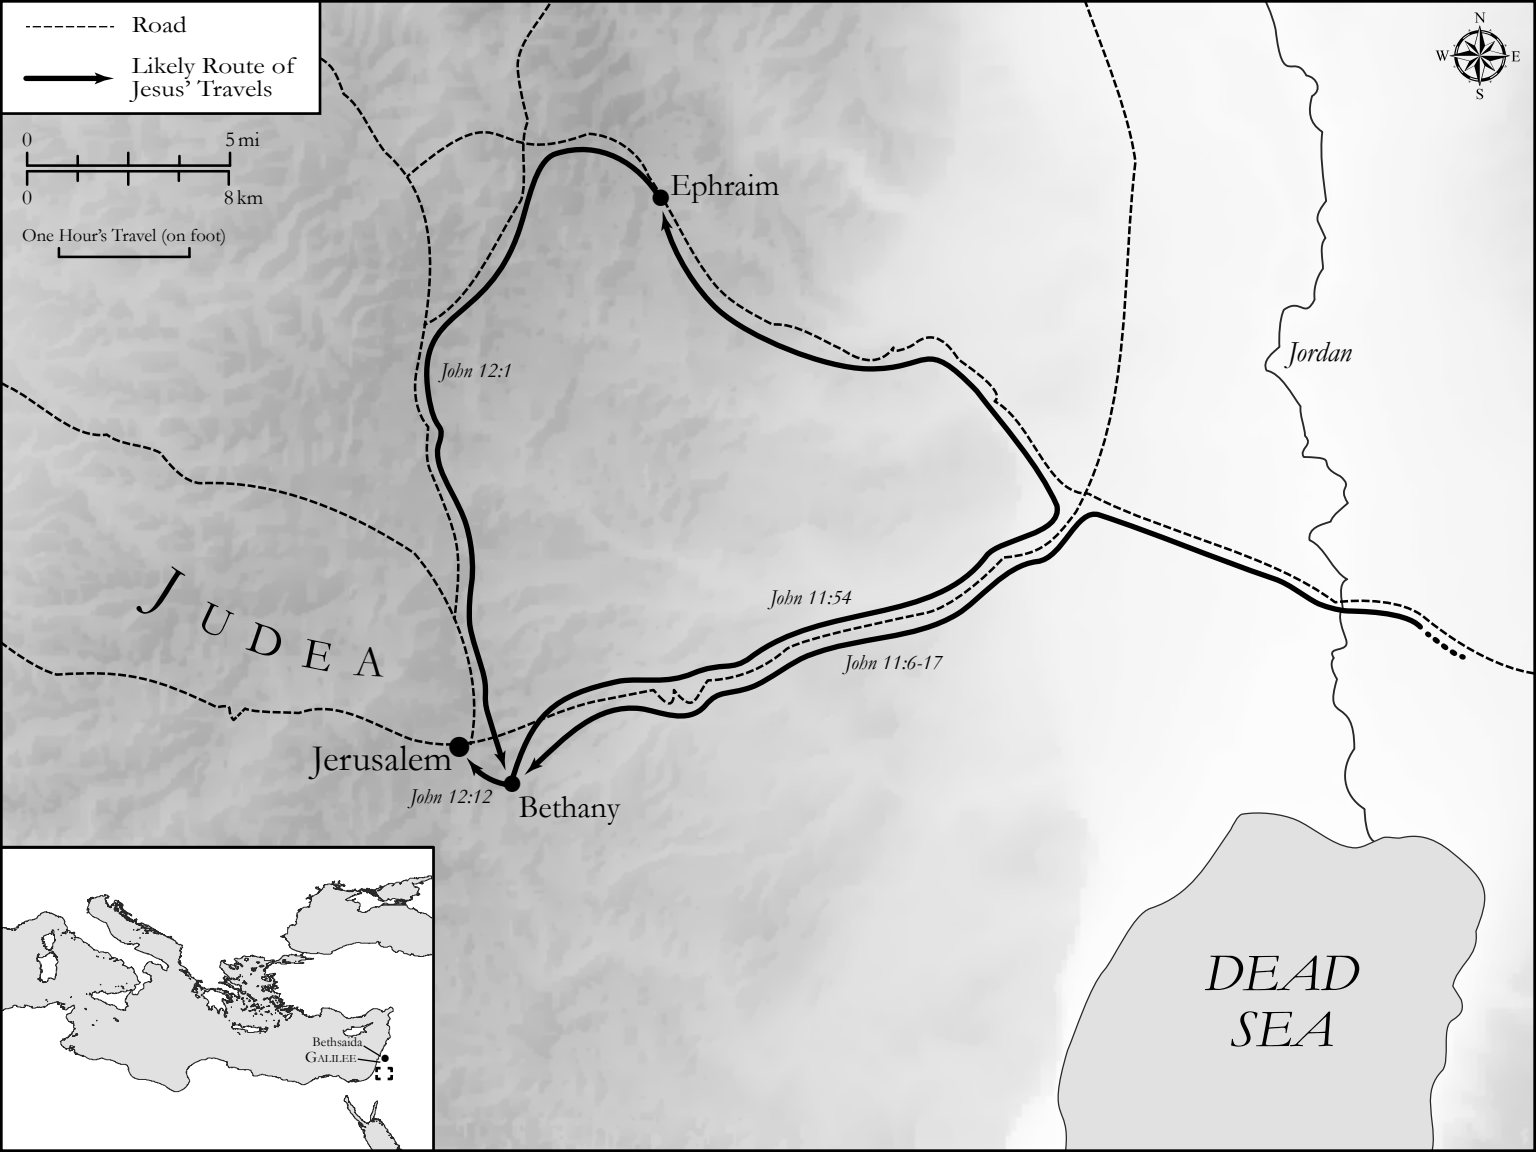 Road
Likely Route of
Jesus' Travels
N
W
E
S
0
5 mi
0
8 km
One Hour's Travel (on foot)
Ephraim
Jordan
John 12:1
John 11:54
John 11:6-17
JUDEA
Jerusalem
John 12:12
Bethany
DEAD
SEA
Bethsaida
GALILEE